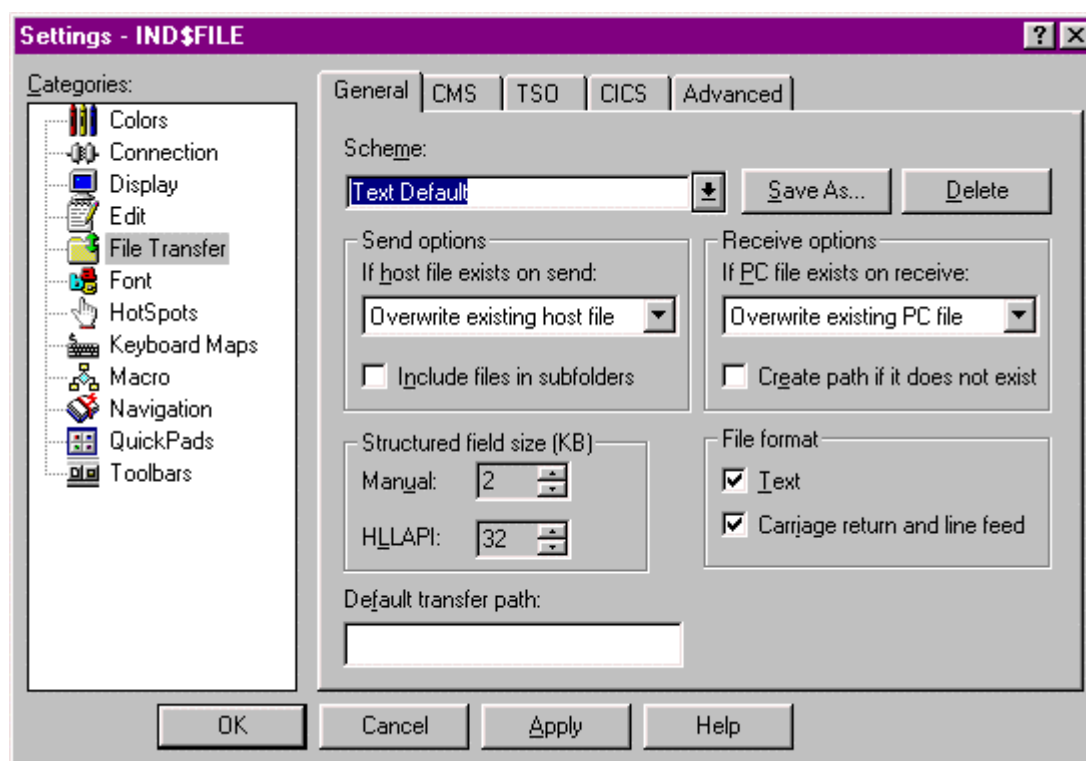 Settings - IND$FILE
Categories:
Colors
Connection
Display
Edit
File Transfer
Font
HotSpots
Keyboard Maps
Macro
Navigation
QuickPads
Toolbars
General CMS TSO CICS Advanced
Scheme:
Text Default Save As... Delete
Send options
If host file exists on send:
Overwrite existing host file
Include files in subfolders
Receive options
If PC file exists on receive:
Overwrite existing PC file
Create path if it does not exist
Structured field size (KB)
Manual: 2
HLLAPI: 32
File format
Text
Carriage return and line feed
Default transfer path:
OK Cancel Apply Help